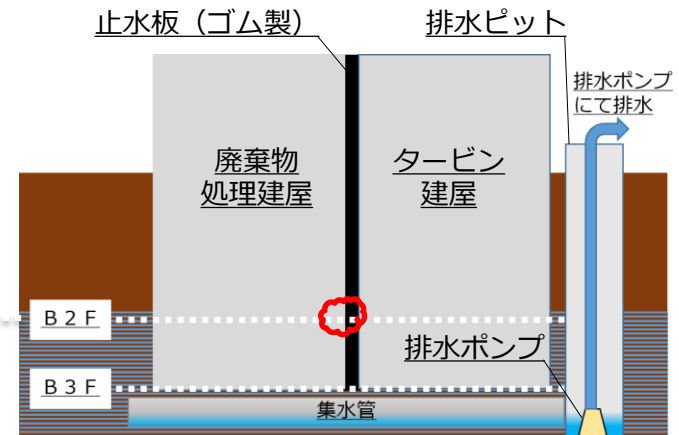 止水板（ゴム製）
排水ピット
排水ポンプ
にて排水
廃棄物
処理建屋
タービン
建屋
Ｂ２Ｆ
排水ポンプ
Ｂ３Ｆ
集水管